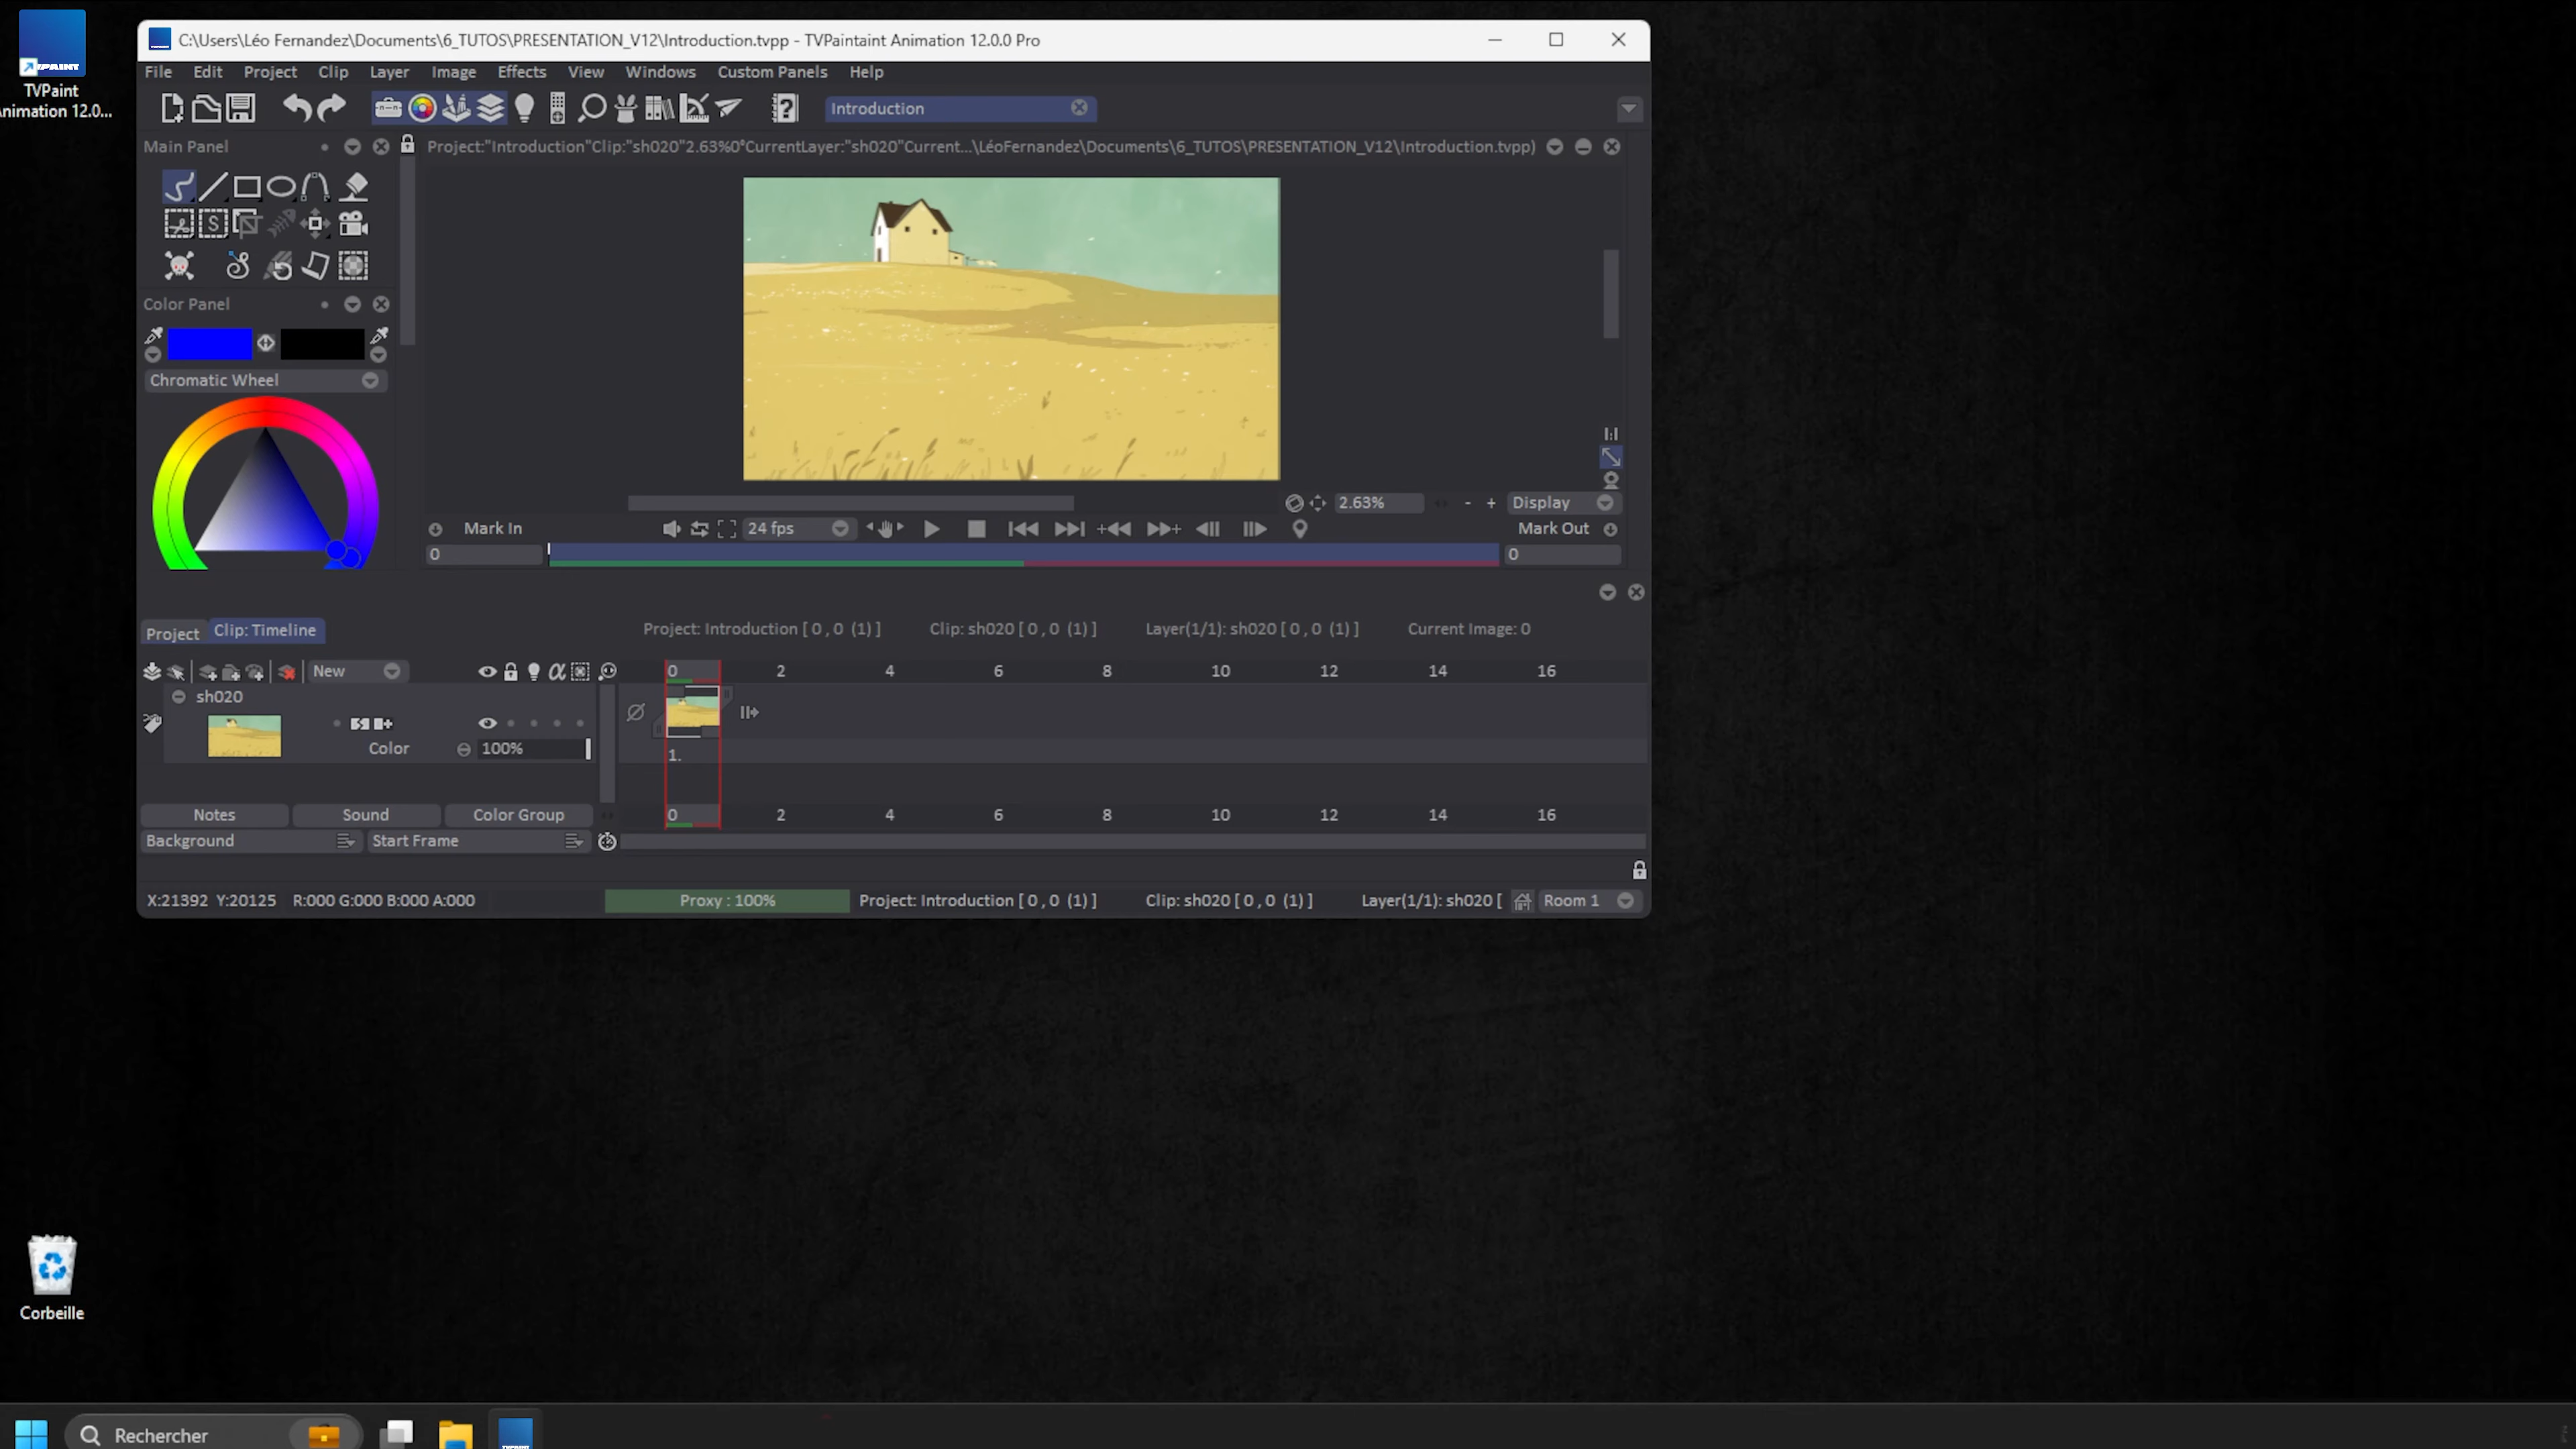 TVPAINT
TVPaint
Animation 12.0...
C:\Users\Léo Fernandez\Documents\6_TUTOS\PRESENTATION_V12\Introduction.tvpp - TVPaintaint Animation 12.0.0 Pro
File Edit Project Clip Layer Image Effects View Windows Custom Panels Help
Introduction
Main Panel
Project:"Introduction"Clip:"sh020"2.63%0°CurrentLayer:"sh020"Current...\LéoFernandez\Documents\6_TUTOS\PRESENTATION_V12\Introduction.tvpp)
S
Color Panel
Chromatic Wheel
2.63% - + Display
Mark In 24 fps Mark Out
0 0
Project Clip: Timeline Project: Introduction [ 0 , 0 (1) ] Clip: sh020 [ 0 , 0 (1) ] Layer(1/1): sh020 [ 0 , 0 (1) ] Current Image: 0
New 0 2 4 6 8 10 12 14 16
sh020
Color 100%
1.
Notes Sound Color Group 0 2 4 6 8 10 12 14 16
Background Start Frame
X:21392 Y:20125 R:000 G:000 B:000 A:000 Proxy : 100% Project: Introduction [ 0 , 0 (1) ] Clip: sh020 [ 0 , 0 (1) ] Layer(1/1): sh020 [ Room 1
Corbeille
Rechercher
TVPAINT